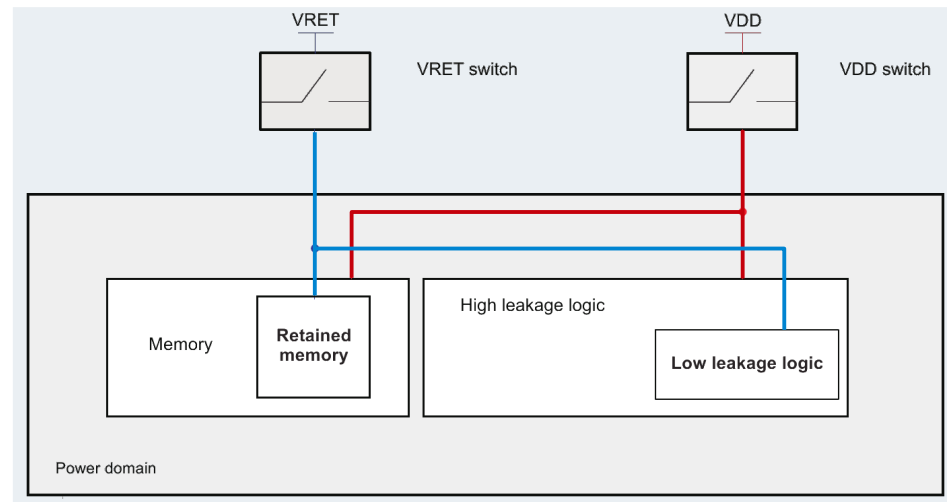 VRET
VDD
VRET switch
VDD switch
High leakage logic
Memory
Retained
memory
Low leakage logic
Power domain